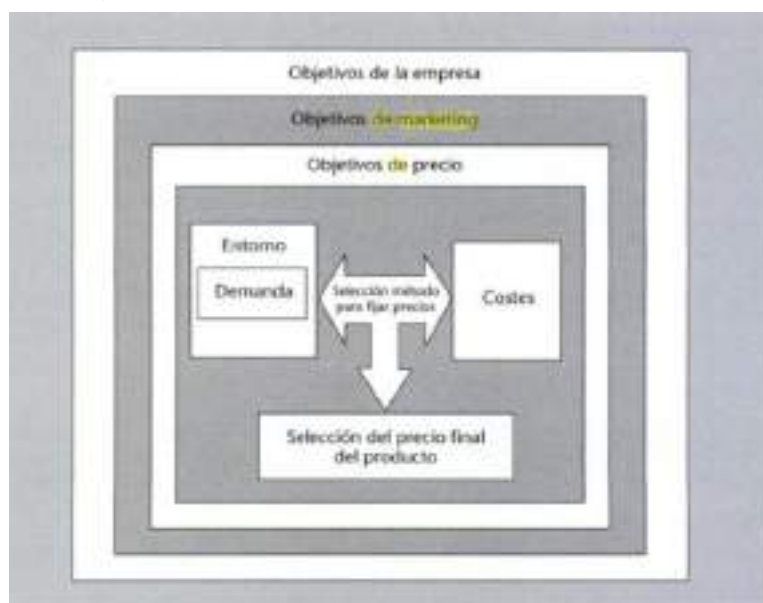 Objetivos de la empresa
Objetivos de marketing
Objetivos de precio
Entorno
Demanda
Selección método
para fijar precios
Costes
Selección del precio final
del producto